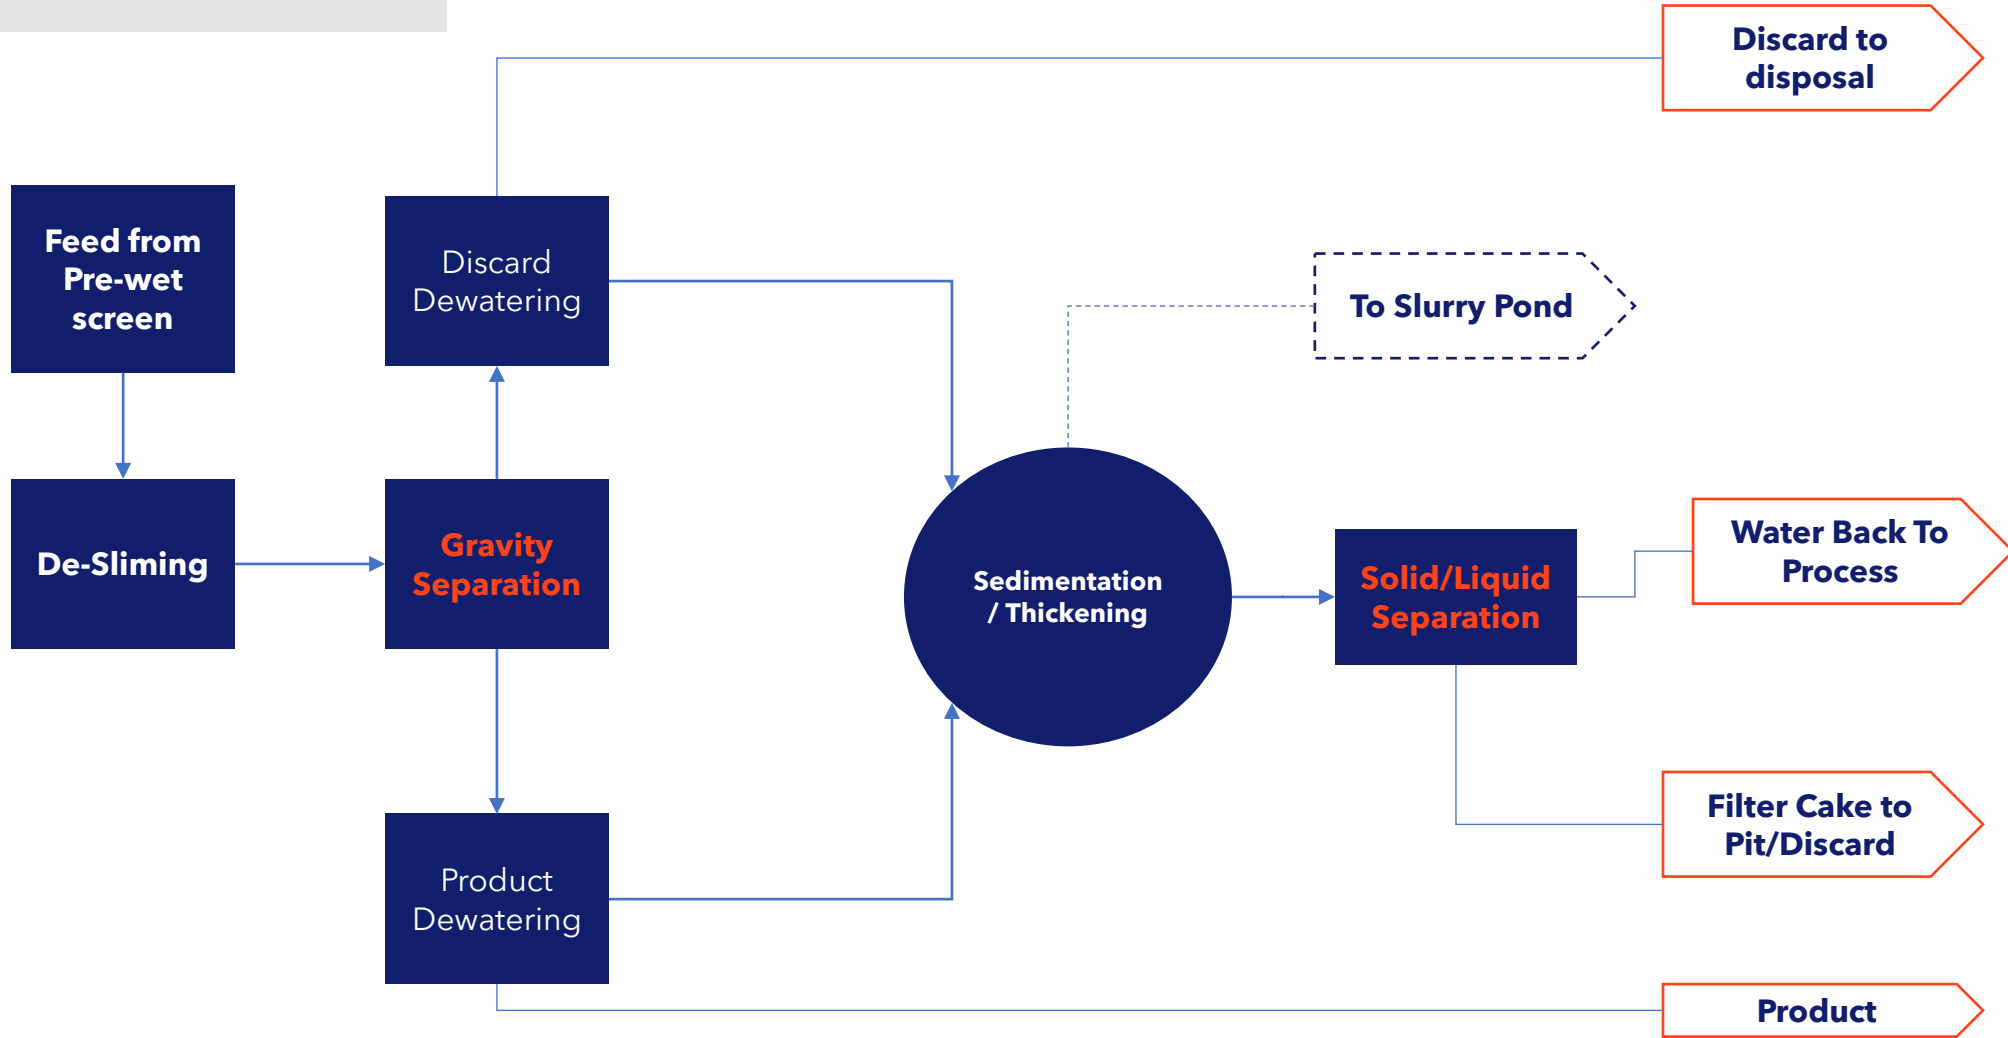 Discard to
disposal
Feed from
Pre-wet
screen
Discard
Dewatering
To Slurry Pond
De-Sliming
Gravity
Separation
Sedimentation
/ Thickening
Solid/Liquid
Separation
Water Back To
Process
Filter Cake to
Pit/Discard
Product
Dewatering
Product